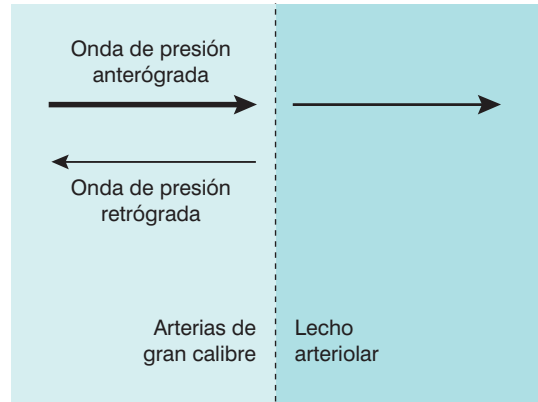 Onda de presión
anterógrada
Onda de presión
retrógrada
Arterias de
gran calibre
Lecho
arteriolar